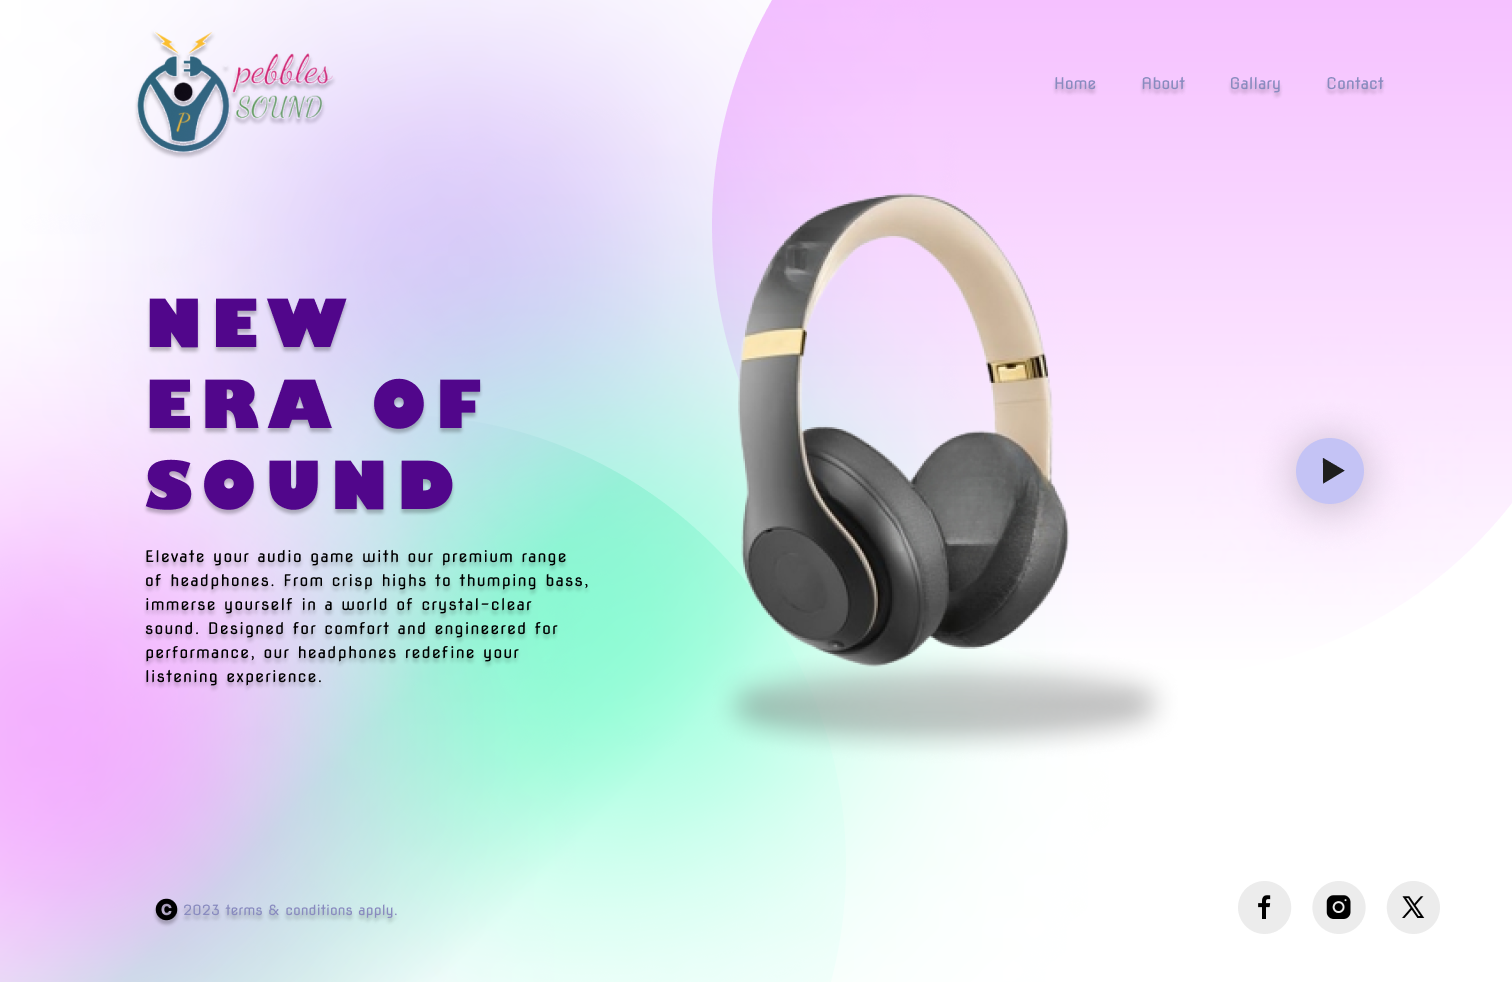 pebbles
SOUND
P
Home About Gallary Contact
NEW
ERA OF
SOUND
Elevate your audio game with our premium range
of headphones. From crisp highs to thumping bass,
immerse yourself in a world of crystal-clear
sound. Designed for comfort and engineered for
performance, our headphones redefine your
listening experience.
© 2023 terms & conditions apply.